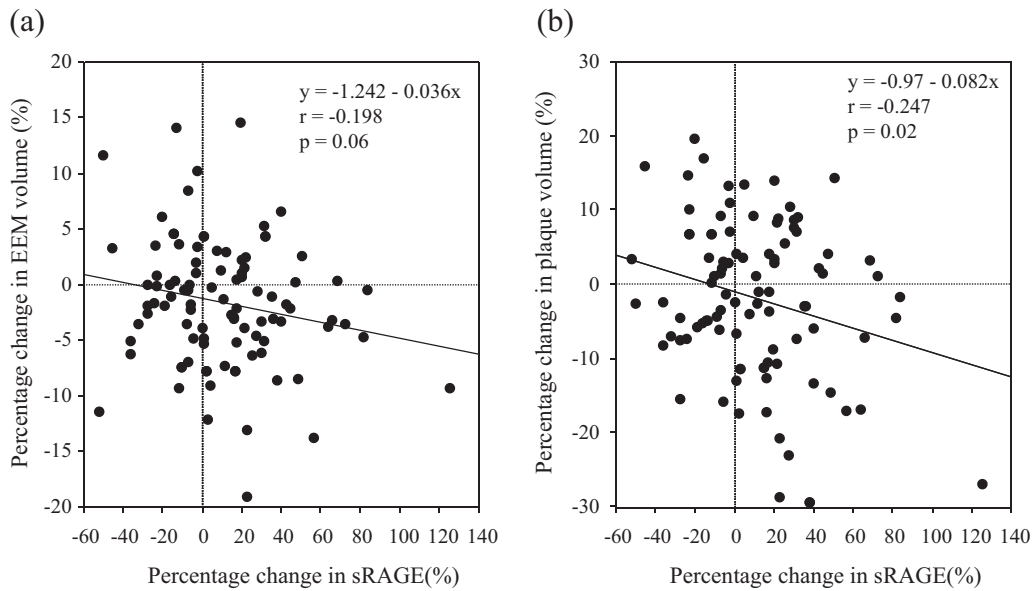 (a)
20
15
10
5
0
-5
-10
-15
-20
Percentage change in EEM volume (%)
y = -1.242 - 0.036x
r = -0.198
p = 0.06
-60 -40 -20 0 20 40 60 80 100 120 140
Percentage change in sRAGE(%)
(b)
30
20
10
0
-10
-20
-30
Percentage change in plaque volume (%)
y = -0.97 - 0.082x
r = -0.247
p = 0.02
-60 -40 -20 0 20 40 60 80 100 120 140
Percentage change in sRAGE(%)